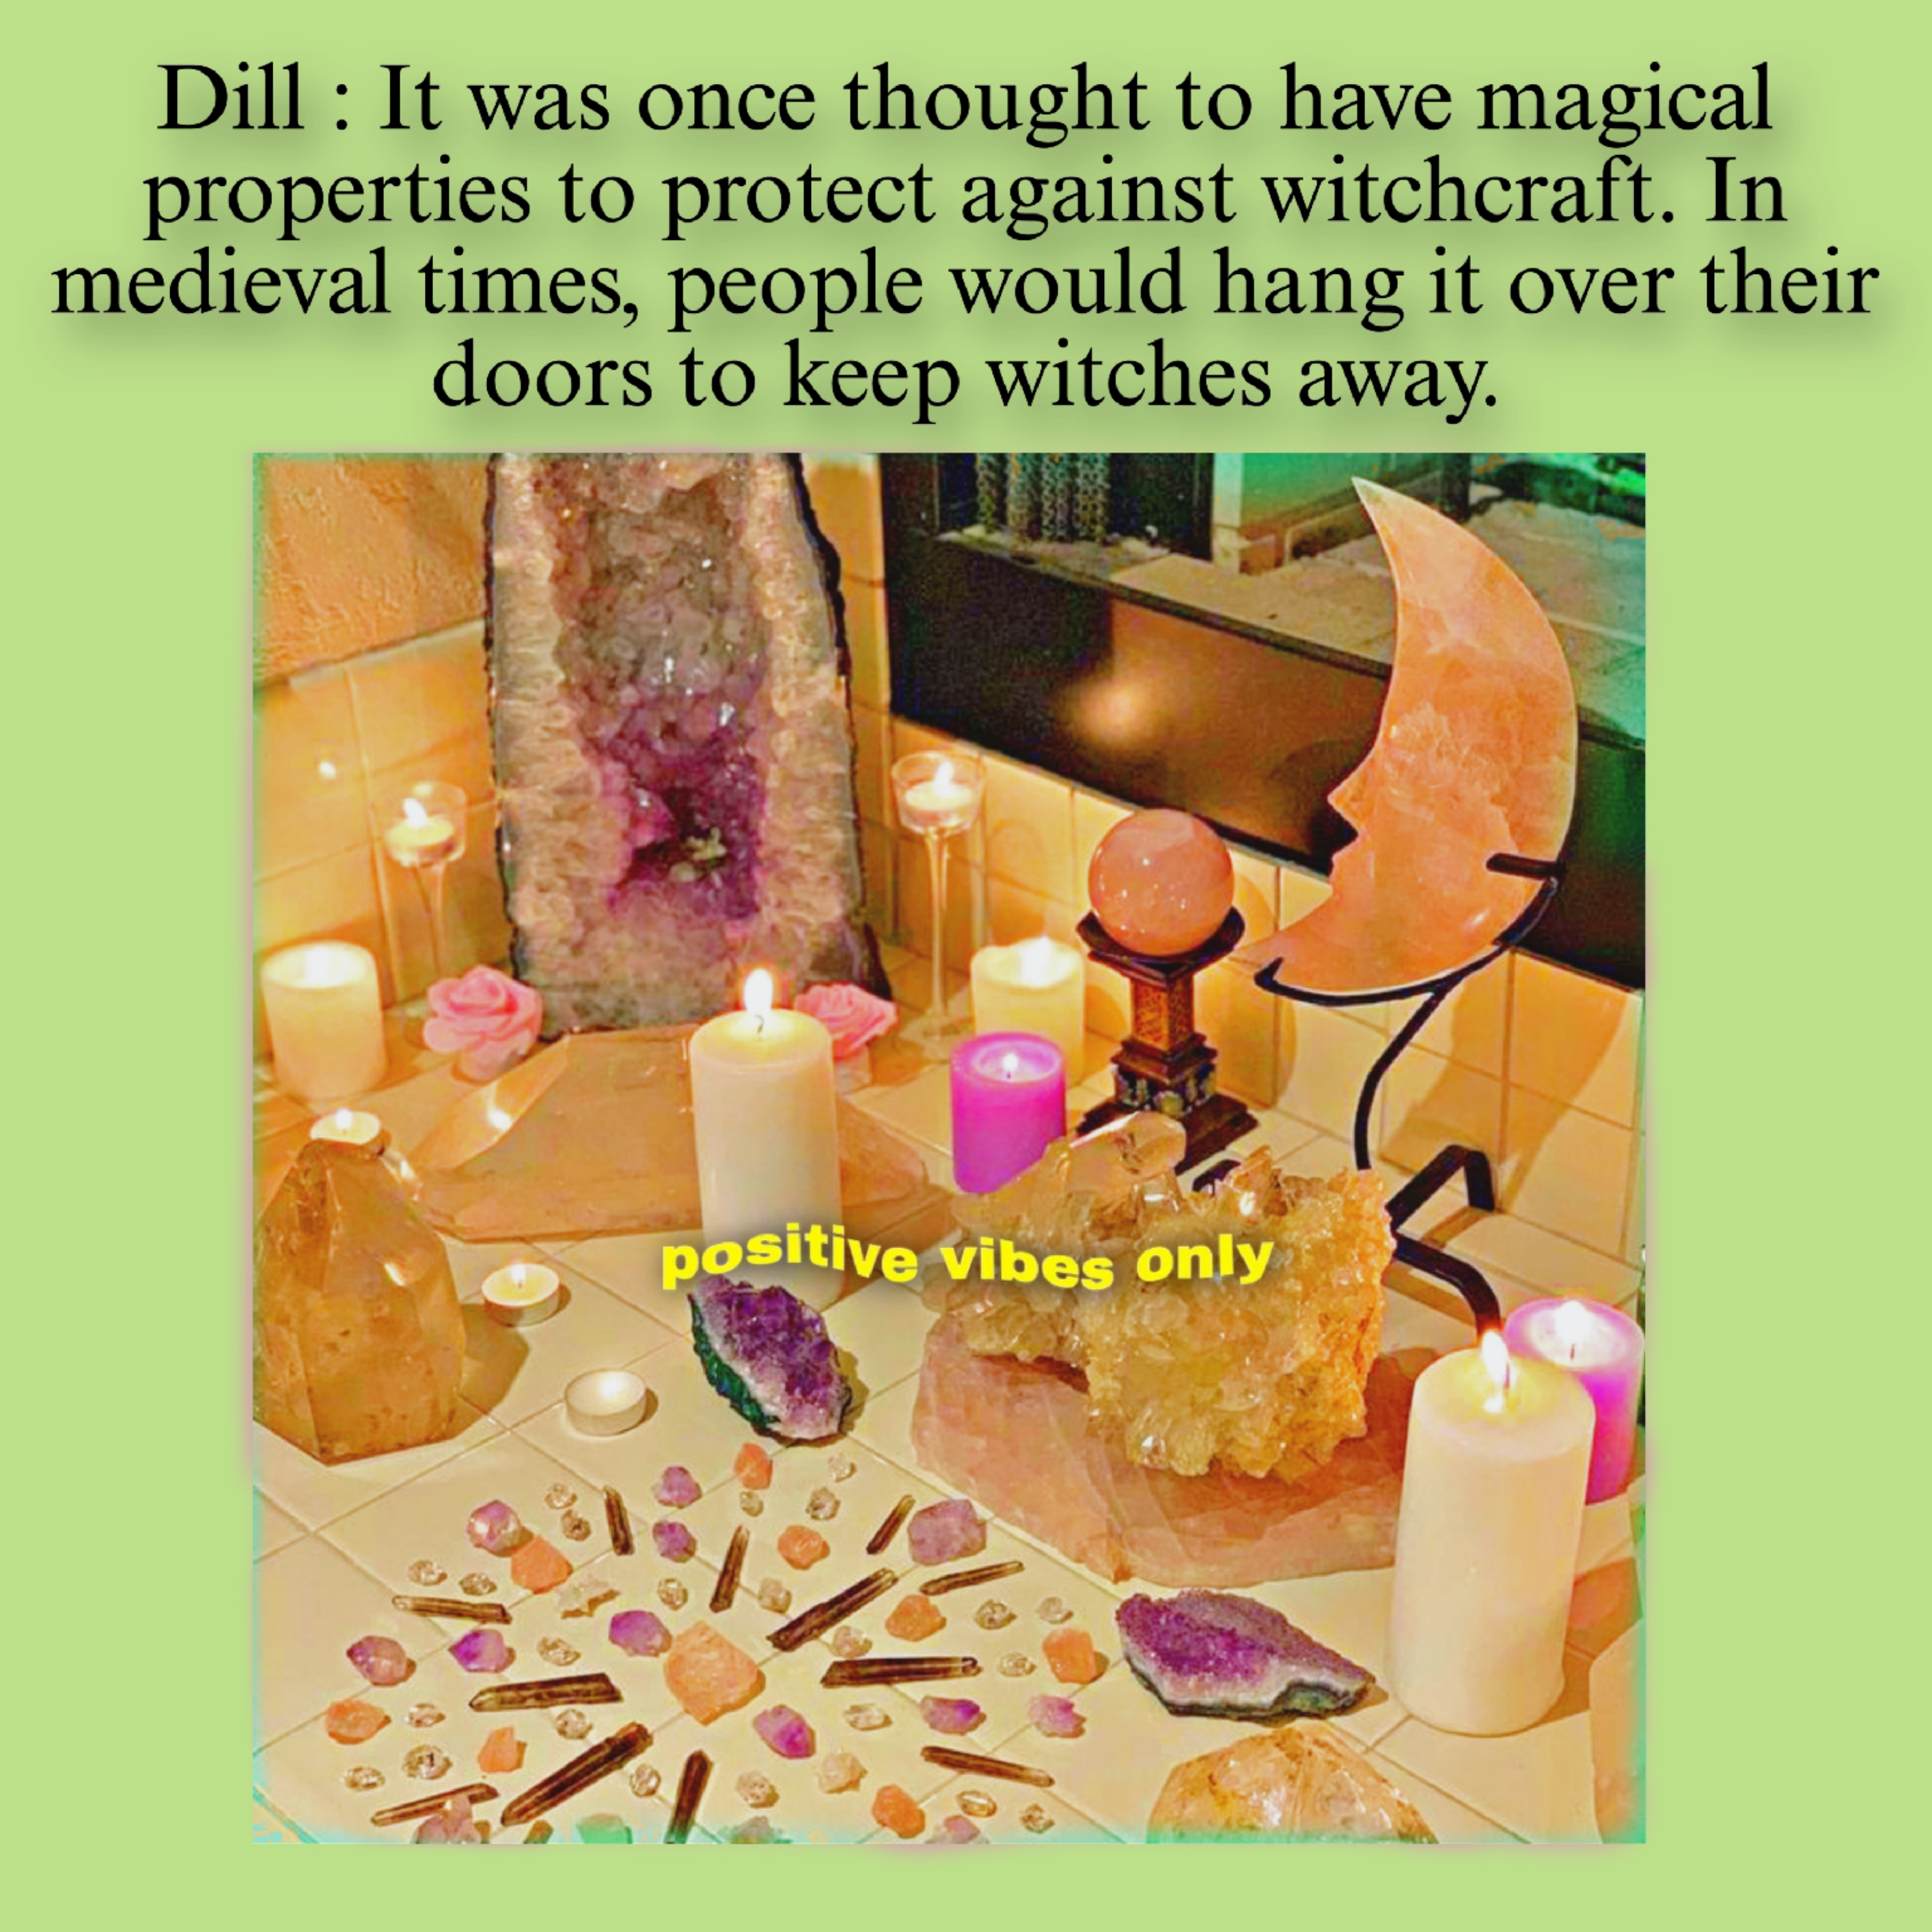 Dill : It was once thought to have magical
properties to protect against witchcraft. In
medieval times, people would hang it over their
doors to keep witches away.
positive vibes only